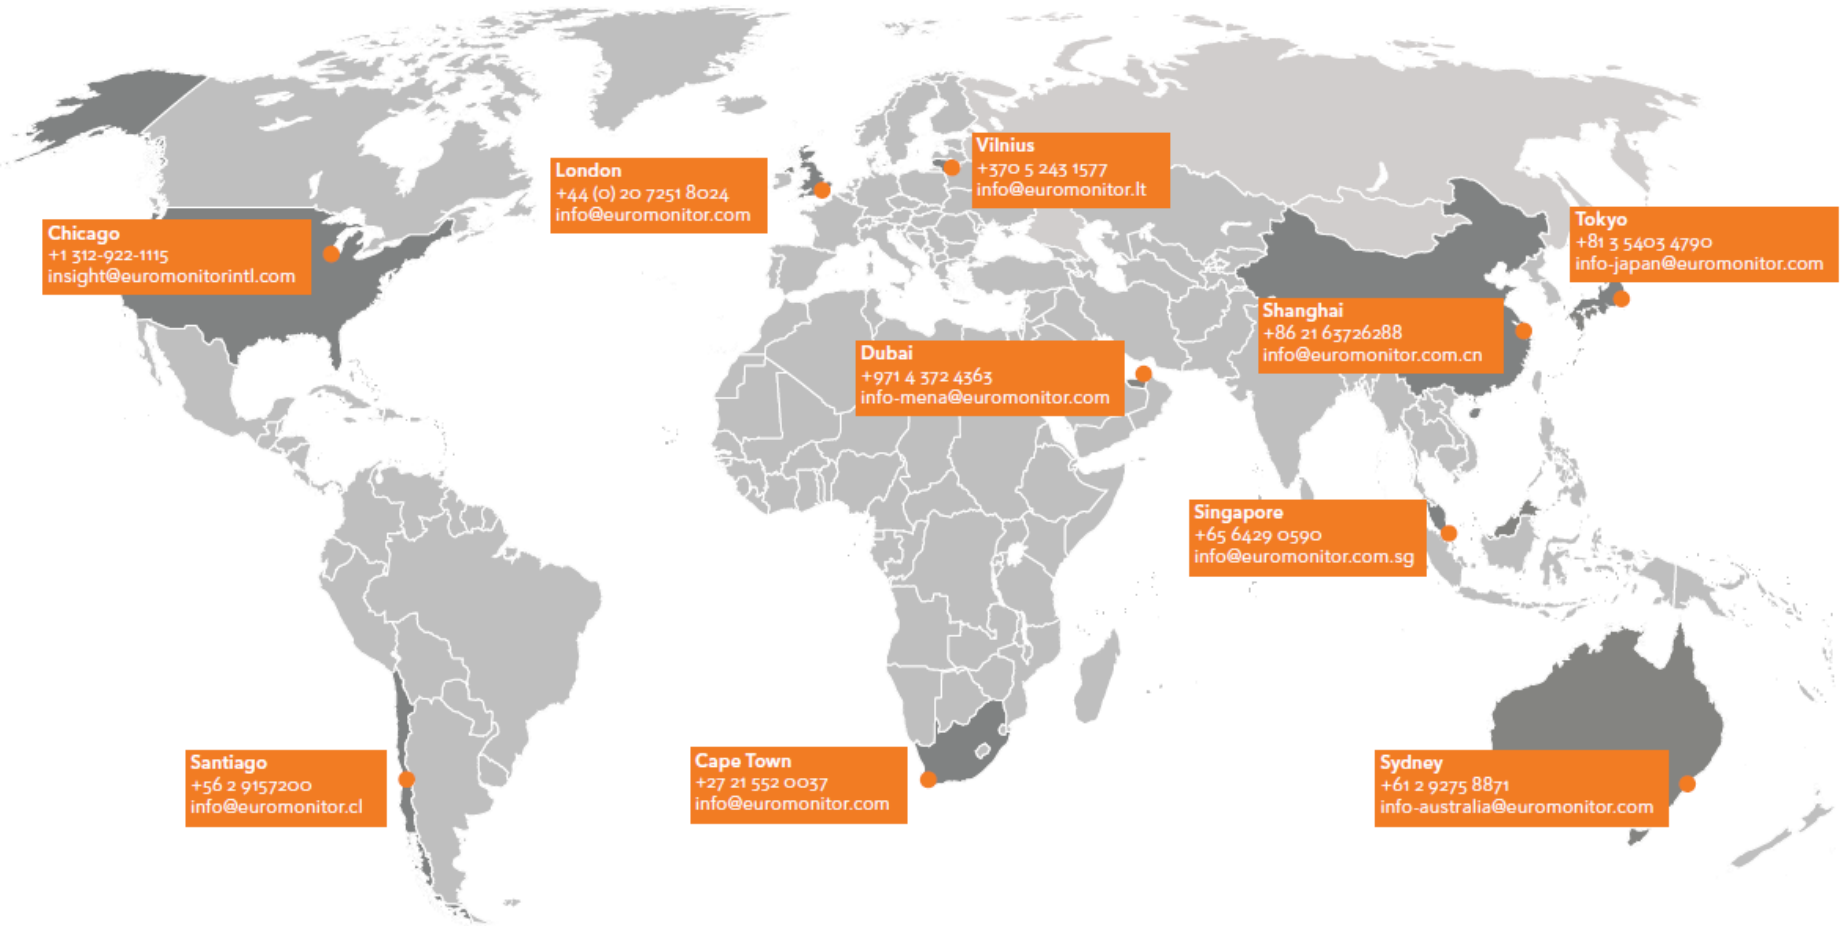 Vilnius
+370 5 243 1577
info@euromonitor.lt
London
+44 (0) 20 7251 8024
info@euromonitor.com
Chicago
+1 312-922-1115
insight@euromonitorintl.com
Tokyo
+81 3 5403 4790
info-japan@euromonitor.com
Shanghai
+86 21 63726288
info@euromonitor.com.cn
Dubai
+971 4 372 4363
info-mena@euromonitor.com
Singapore
+65 6429 0590
info@euromonitor.com.sg
Santiago
+56 2 9157200
info@euromonitor.cl
Cape Town
+27 21 552 0037
info@euromonitor.com
Sydney
+61 2 9275 8871
info-australia@euromonitor.com